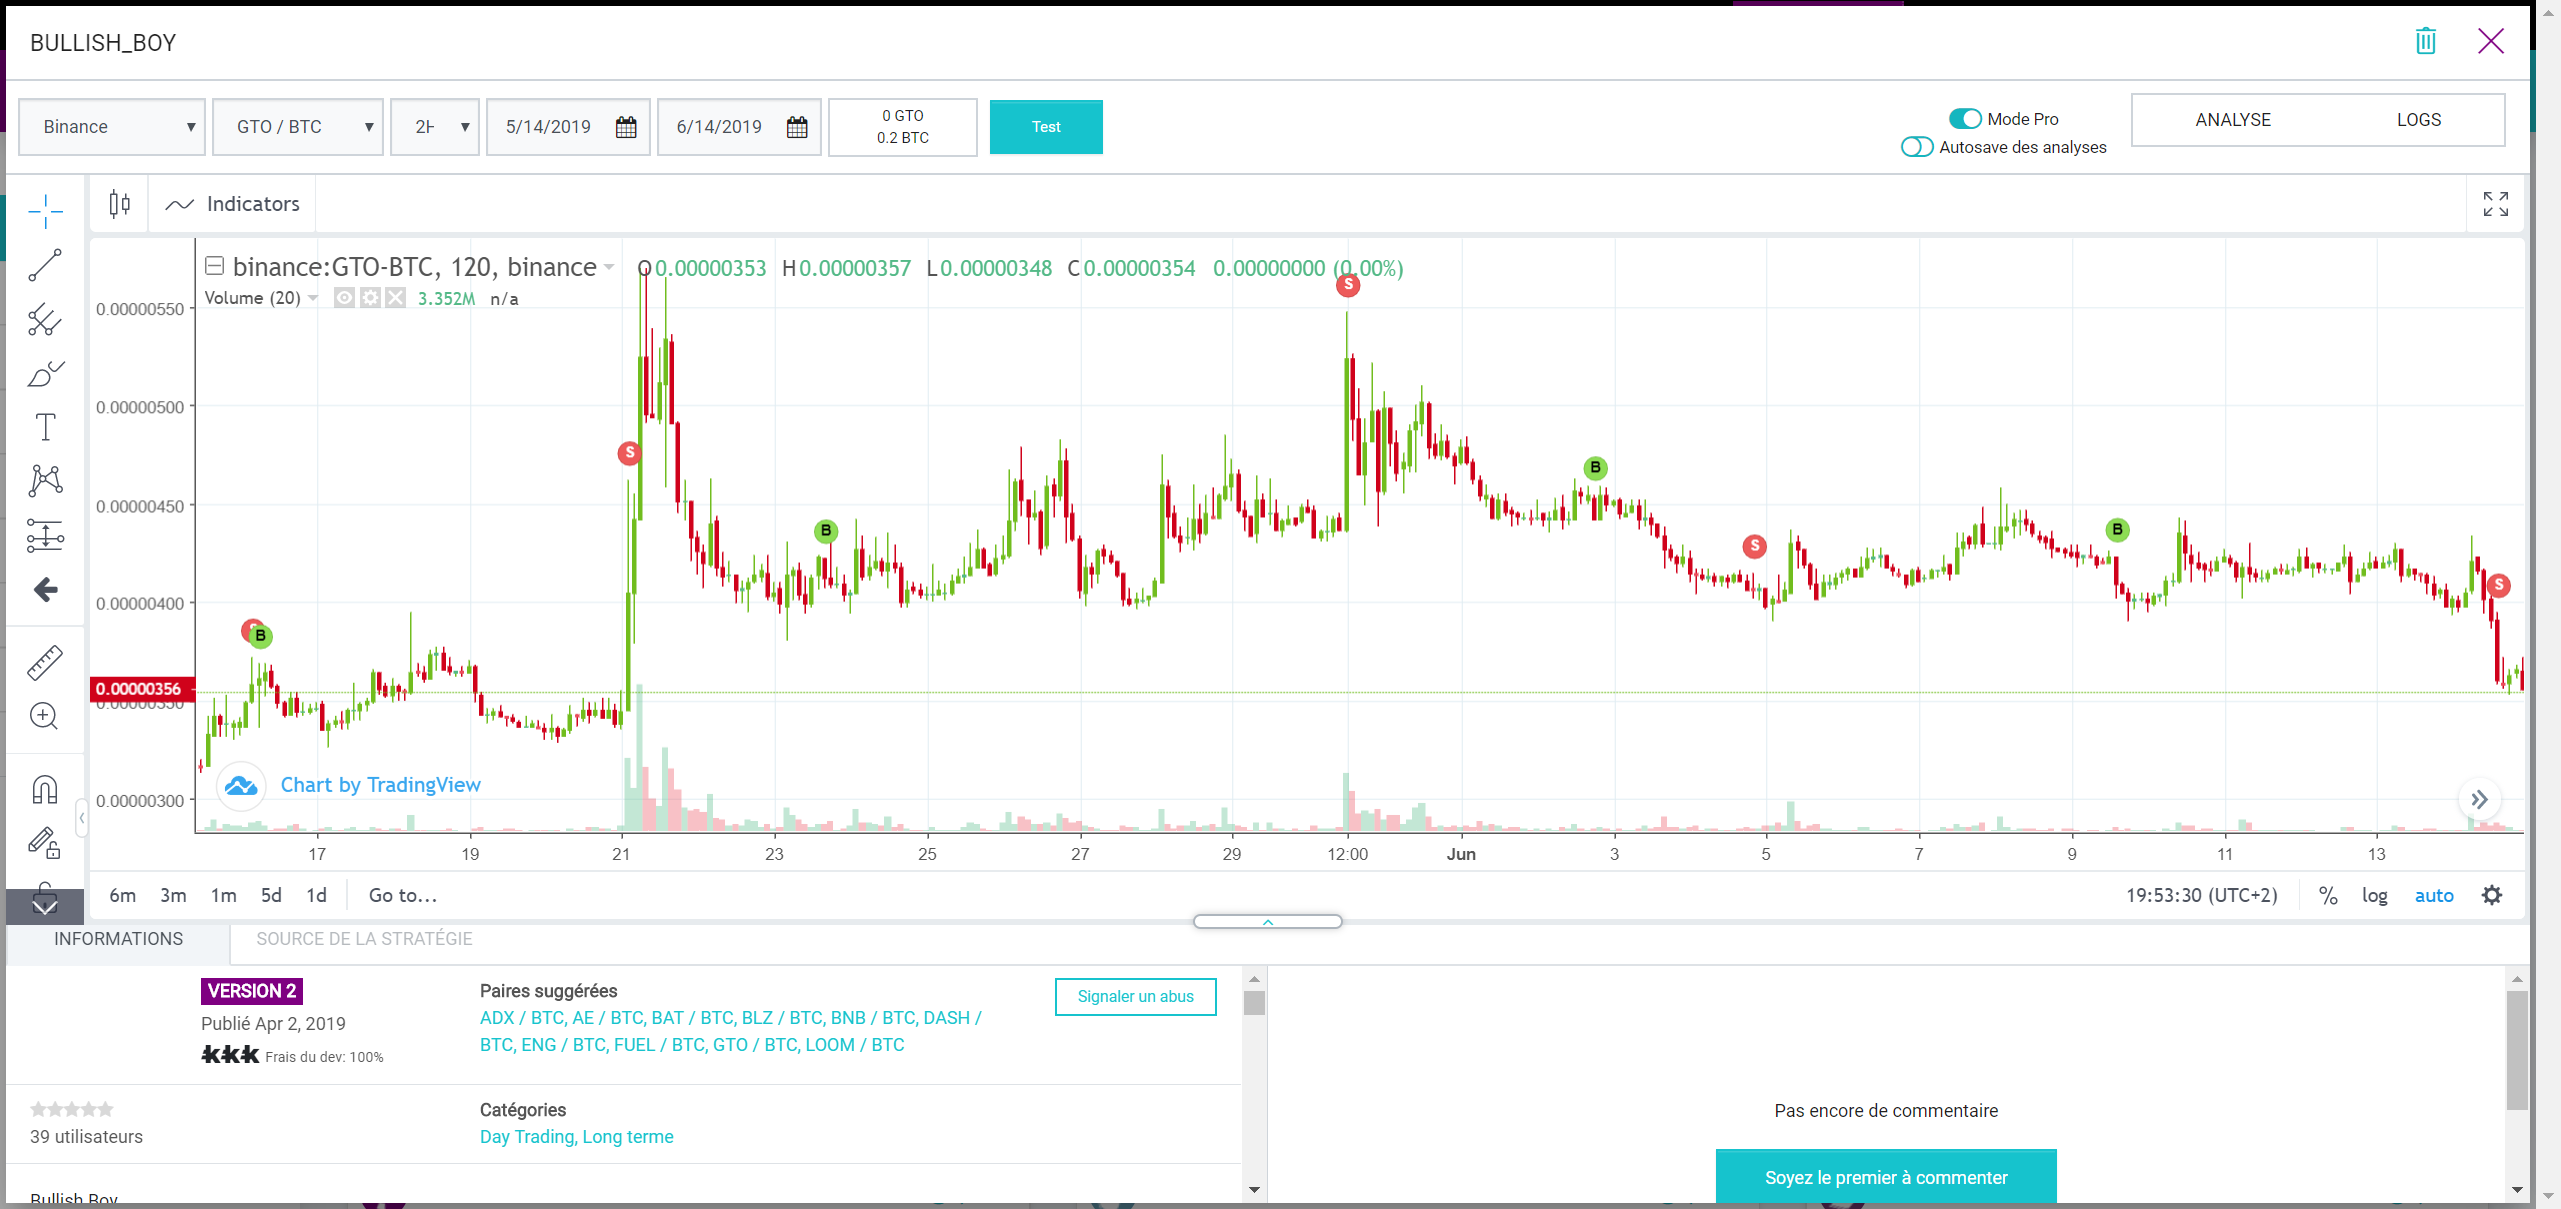 BULLISH_BOY
Binance
GTO / BTC
2H
5/14/2019
6/14/2019
0 GTO
0.2 BTC
Test
Mode Pro
Autosave des analyses
ANALYSE
LOGS
Indicators
binance:GTO-BTC, 120, binance
O0.00000353 H0.00000357 L0.00000348 C0.00000354 0.00000000 (0.00%)
Volume (20) 3.352M n/a
0.00000550
0.00000500
0.00000450
0.00000400
0.00000356
0.00000350
0.00000300
S
B
S
B
S
B
S
B
S
Chart by TradingView
17 19 21 23 25 27 29 12:00 Jun 3 5 7 9 11 13
6m 3m 1m 5d 1d Go to...
19:53:30 (UTC+2) % log auto
INFORMATIONS
SOURCE DE LA STRATÉGIE
VERSION 2
Publié Apr 2, 2019
Frais du dev: 100%
Paires suggérées
ADX / BTC, AE / BTC, BAT / BTC, BLZ / BTC, BNB / BTC, DASH /
BTC, ENG / BTC, FUEL / BTC, GTO / BTC, LOOM / BTC
Signaler un abus
39 utilisateurs
Catégories
Day Trading, Long terme
Bullish Boy
Pas encore de commentaire
Soyez le premier à commenter